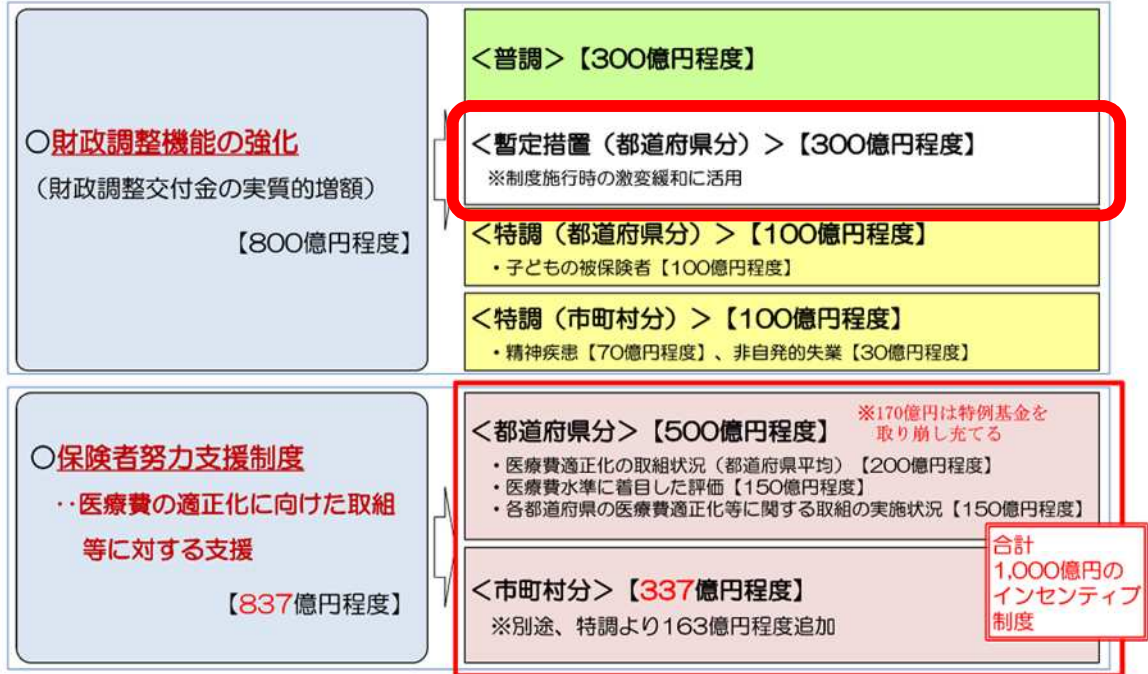 ○財政調整機能の強化
（財政調整交付金の実質的増額）
【800億円程度】
＜普調＞【300億円程度】
＜暫定措置（都道府県分）＞【300億円程度】
※制度施行時の激変緩和に活用
＜特調（都道府県分）＞【100億円程度】
・子どもの被保険者【100億円程度】
＜特調（市町村分）＞【100億円程度】
・精神疾患【70億円程度】、非自発的失業【30億円程度】
○保険者努力支援制度
‥医療費の適正化に向けた取組
等に対する支援
【837億円程度】
＜都道府県分＞【500億円程度】
※170億円は特例基金を
取り崩し充てる
・医療費適正化の取組状況（都道府県平均）【200億円程度】
・医療費水準に着目した評価【150億円程度】
・各都道府県の医療費適正化等に関する取組の実施状況【150億円程度】
＜市町村分＞【337億円程度】
※別途、特調より163億円程度追加
合計
1,000億円の
インセンティブ
制度